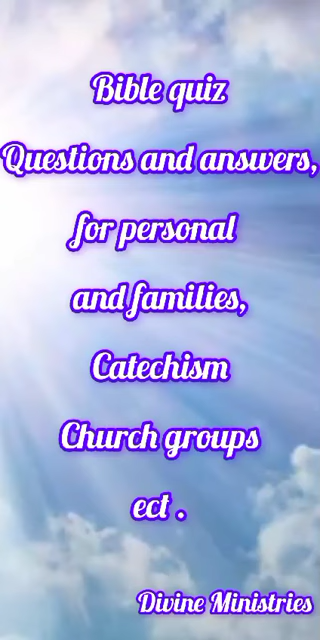 Bible quiz
Questions and answers,
for personal
and families,
Catechism
Church groups
ect .
Divine Ministries